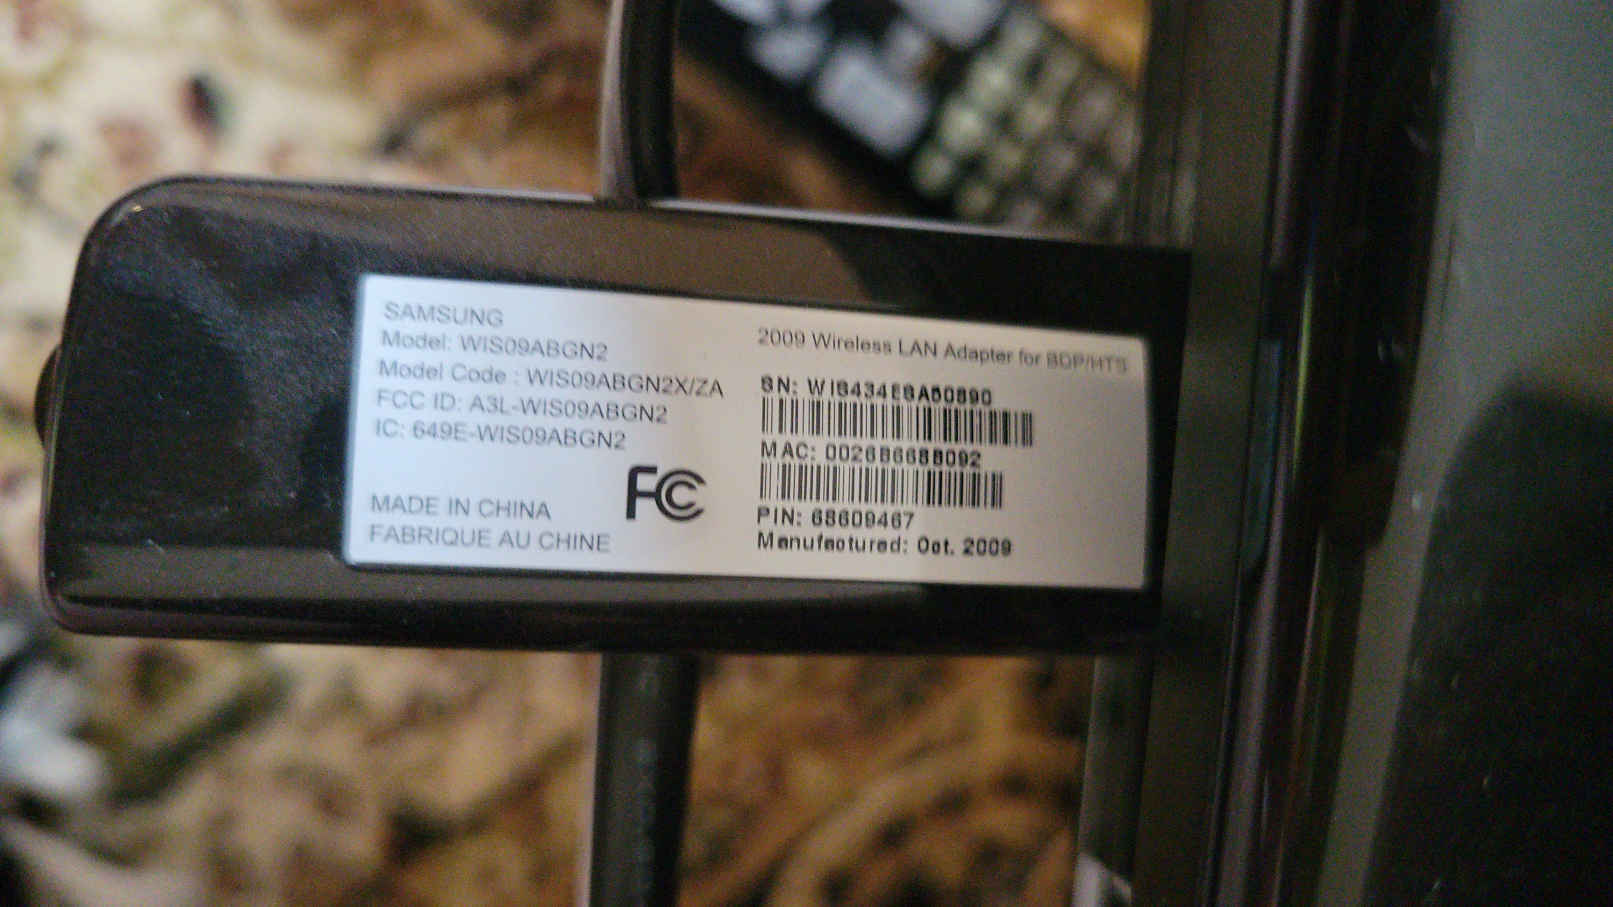 SAMSUNG
Model: WIS09ABGN2
Model Code : WIS09ABGN2X/ZA
FCC ID: A3L-WIS09ABGN2
IC: 649E-WIS09ABGN2
MADE IN CHINA
FABRIQUE AU CHINE
FC
2009 Wireless LAN Adapter for BDP/HTS
SN:
MAC:
PIN: 68609467
Manufactured: Oct. 2009